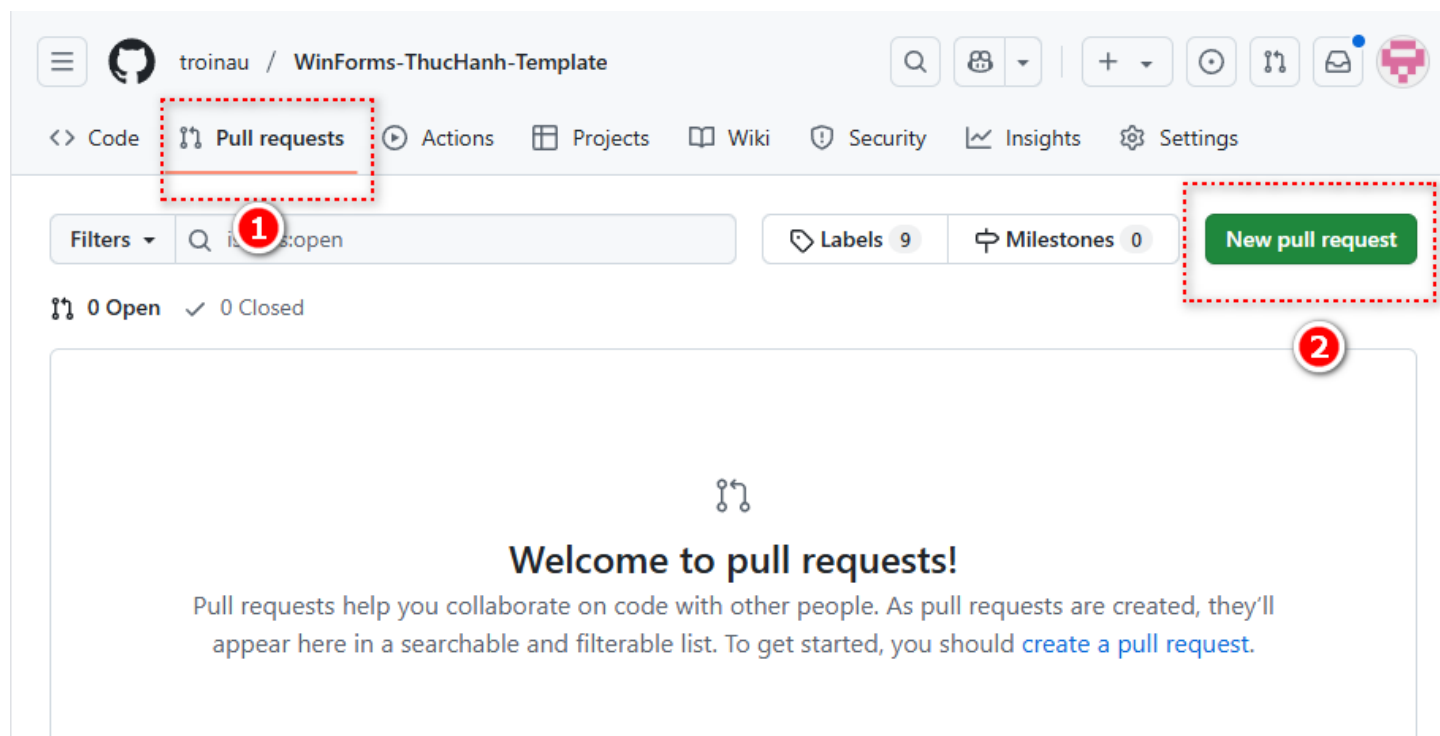 troinau / WinForms-ThucHanh-Template
Code Pull requests Actions Projects Wiki Security Insights Settings
1
Filters :open Labels 9 Milestones 0 New pull request
0 Open 0 Closed
2
Welcome to pull requests!
Pull requests help you collaborate on code with other people. As pull requests are created, they'll
appear here in a searchable and filterable list. To get started, you should create a pull request.